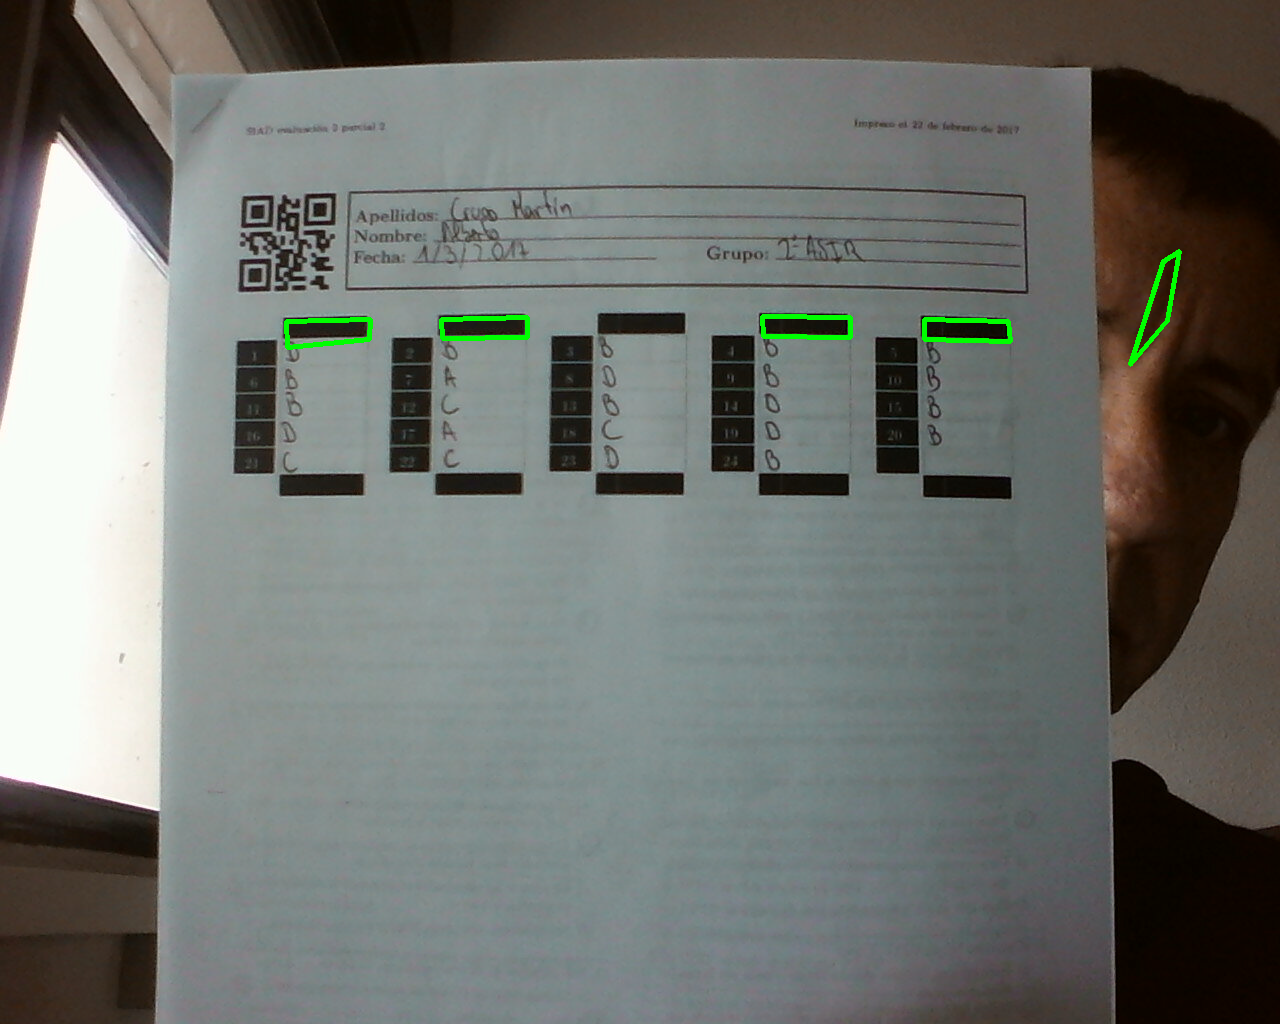 SIAD evaluación 2 parcial 2 Impreso el 22 de febrero de 2017
Apellidos: Crespo Martín
Nombre: Alberto
Fecha: 1/3/2017 Grupo: 2º ASIR
1 D 2 B 3 B 4 B 5 B
6 B 7 A 8 D 9 B 10 B
11 B 12 C 13 B 14 D 15 B
16 D 17 A 18 C 19 D 20 B
21 C 22 C 23 D 24 B